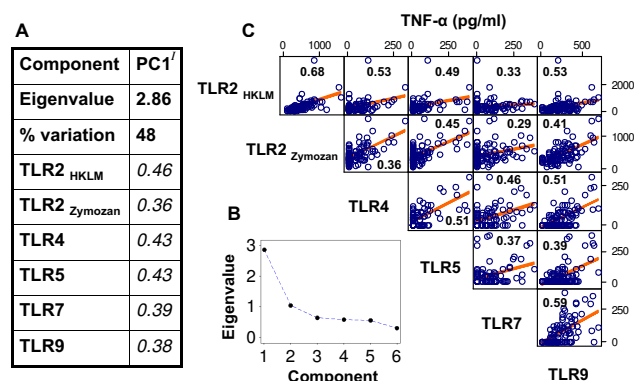 A
Component PC1ˡ
Eigenvalue 2.86
% variation 48
TLR2 HKLM 0.46
TLR2 Zymozan 0.36
TLR4 0.43
TLR5 0.43
TLR7 0.39
TLR9 0.38
B
3
2
1
0
Eigenvalue
1 2 3 4 5 6
Component
C
TNF-α (pg/ml)
0 1000 0 250 0 250 0 250 0 500
TLR2 HKLM 0.68 0.53 0.49 0.33 0.53
2000
1000
0
TLR2 Zymozan 0.36 0.45 0.29 0.41
1000
0
TLR4 0.51 0.46 0.51
250
0
TLR5 0.37 0.39
250
0
TLR7 0.59
250
0
TLR9